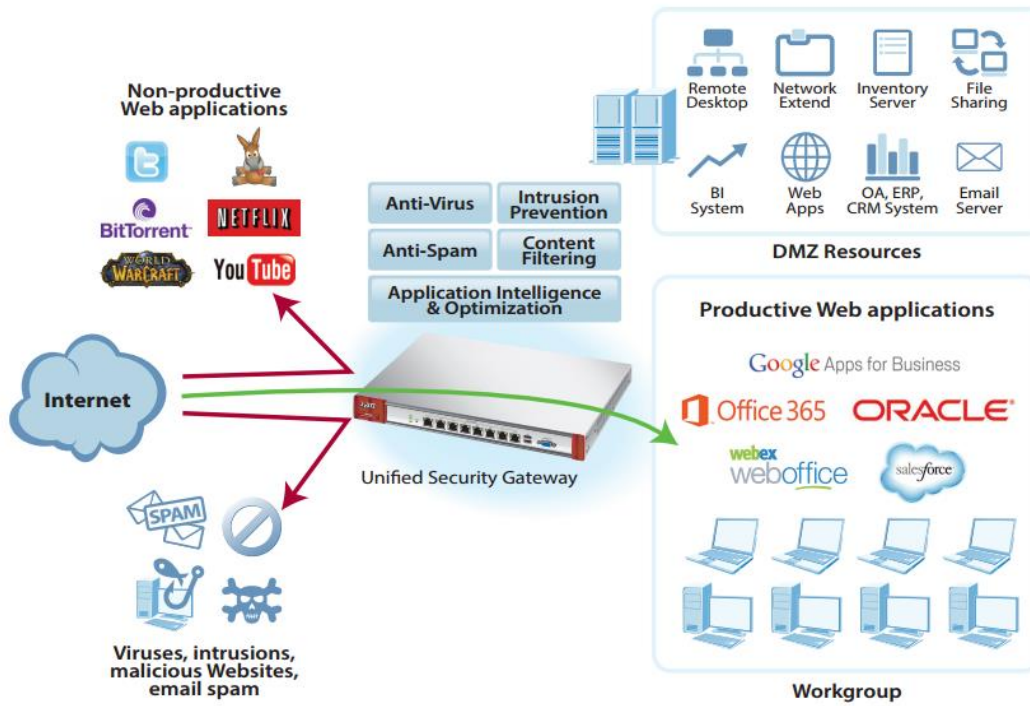 Non-productive
Web applications
BitTorrent
NETFLIX
WORLD
WARCRAFT
YouTube
Internet
SPAM
Viruses, intrusions,
malicious Websites,
email spam
Anti-Virus
Intrusion
Prevention
Anti-Spam
Content
Filtering
Application Intelligence
& Optimization
Unified Security Gateway
Remote
Desktop
Network
Extend
Inventory
Server
File
Sharing
BI
System
Web
Apps
OA, ERP,
CRM System
Email
Server
DMZ Resources
Productive Web applications
Google Apps for Business
Office 365
ORACLE
webex
weboffice
salesforce
Workgroup